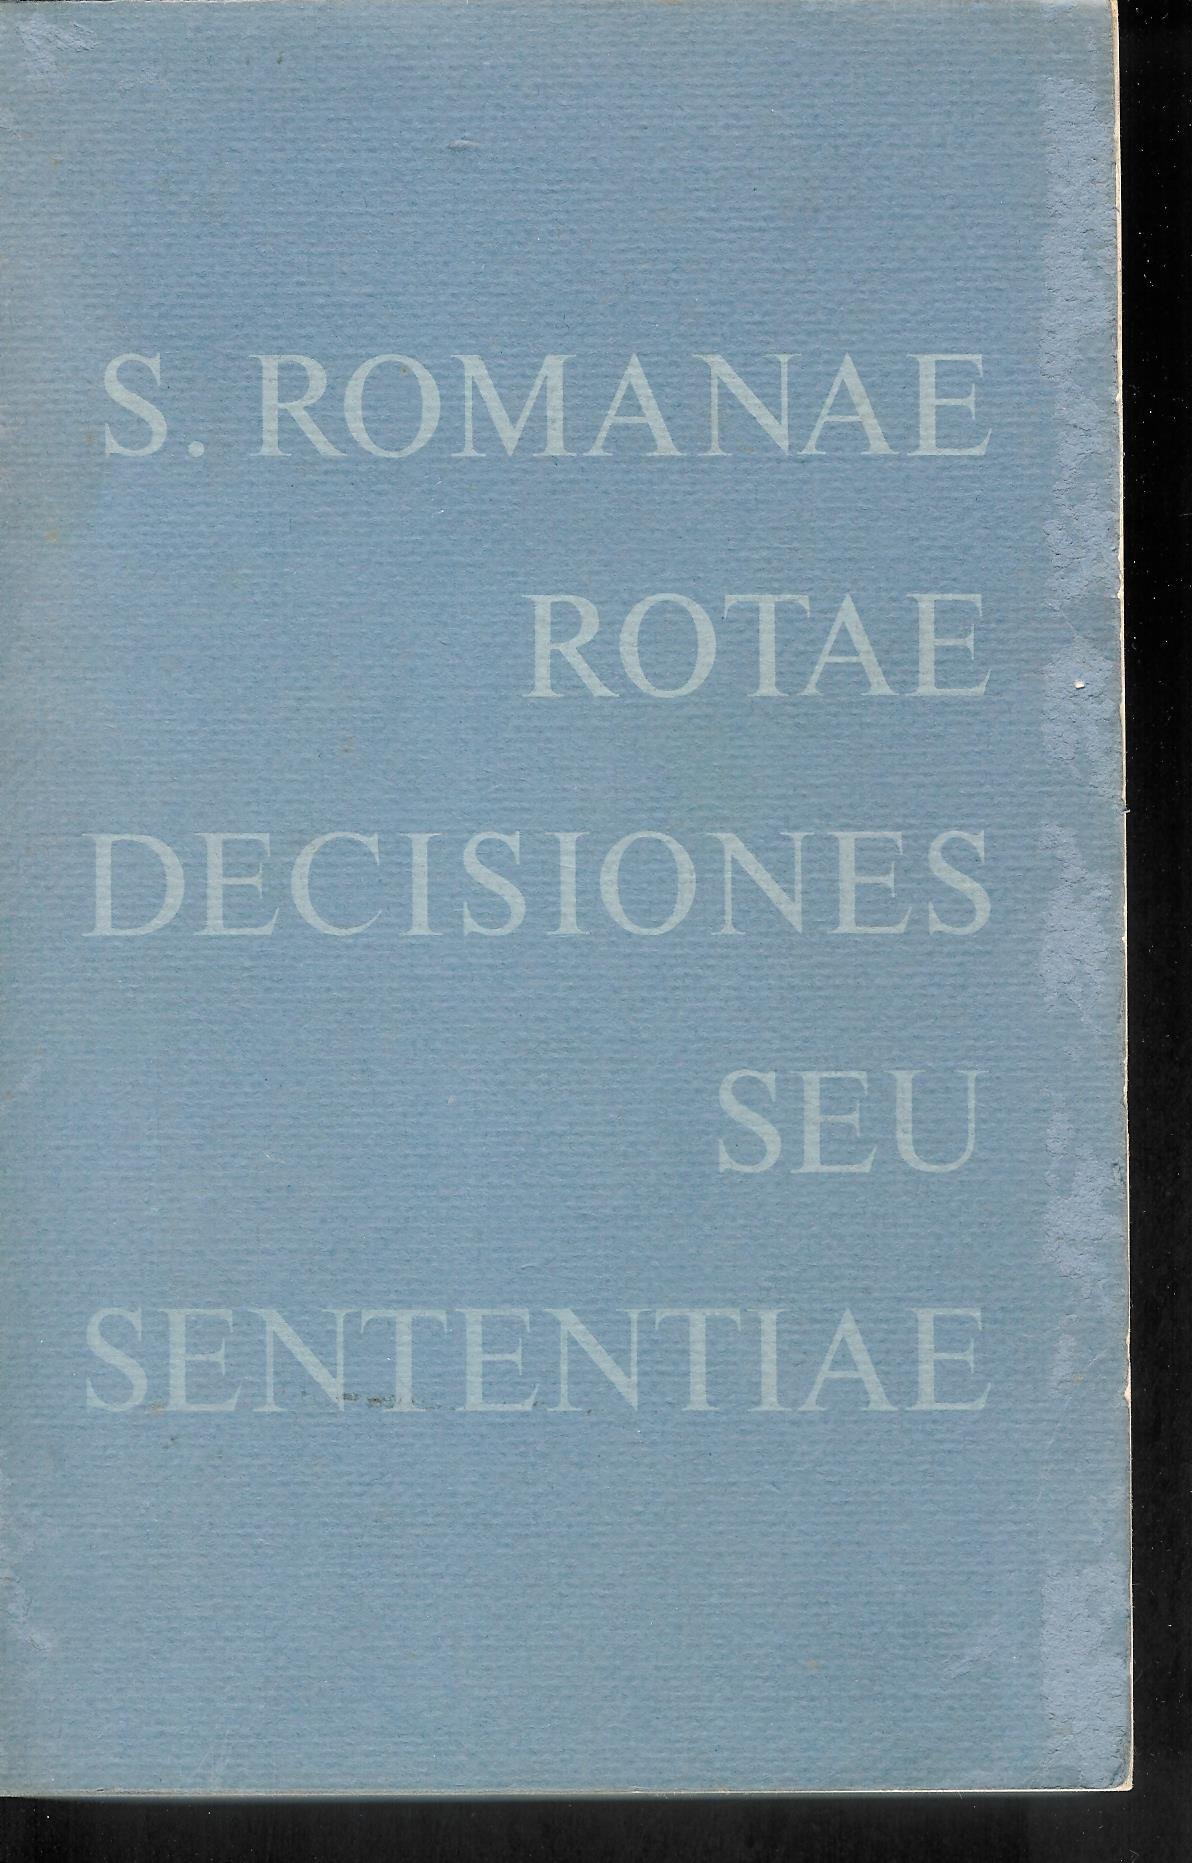 S. ROMANAE
ROTAE
DECISIONES
SEU
SENTENTIAE